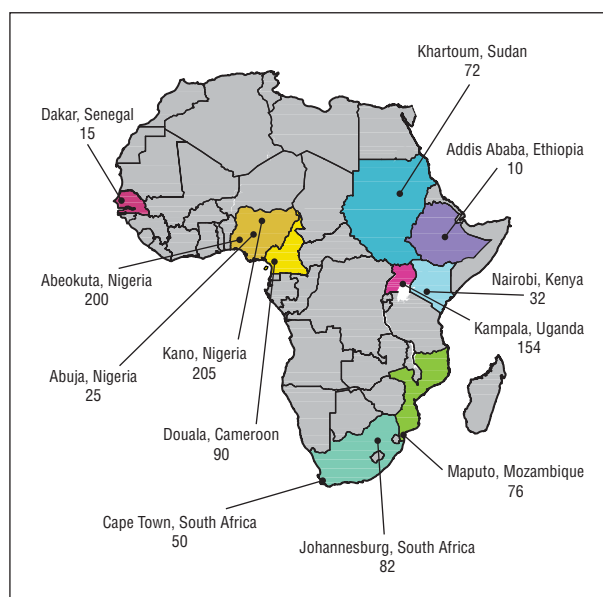 Khartoum, Sudan
72
Dakar, Senegal
15
Addis Ababa, Ethiopia
10
Abeokuta, Nigeria
200
Nairobi, Kenya
32
Kampala, Uganda
154
Kano, Nigeria
205
Abuja, Nigeria
25
Douala, Cameroon
90
Maputo, Mozambique
76
Cape Town, South Africa
50
Johannesburg, South Africa
82